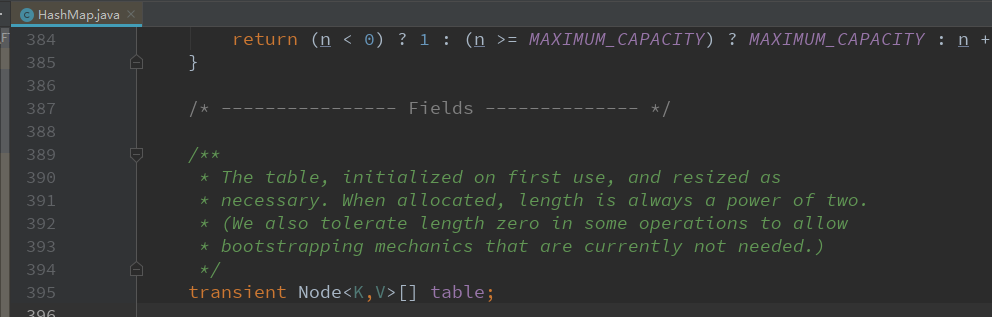 HashMap.java
384 return (n < 0) ? 1 : (n >= MAXIMUM_CAPACITY) ? MAXIMUM_CAPACITY : n +
385 }
386
387 /* ---------------- Fields -------------- */
388
389 /**
390 * The table, initialized on first use, and resized as
391 * necessary. When allocated, length is always a power of two.
392 * (We also tolerate length zero in some operations to allow
393 * bootstrapping mechanics that are currently not needed.)
394 */
395 transient Node<K,V>[] table;
396